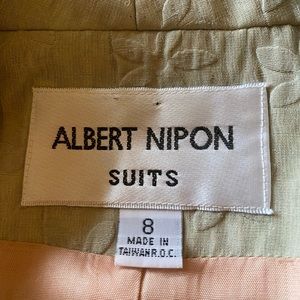 ALBERT NIPON
SUITS
8
MADE IN
TAIWAN R.O.C.